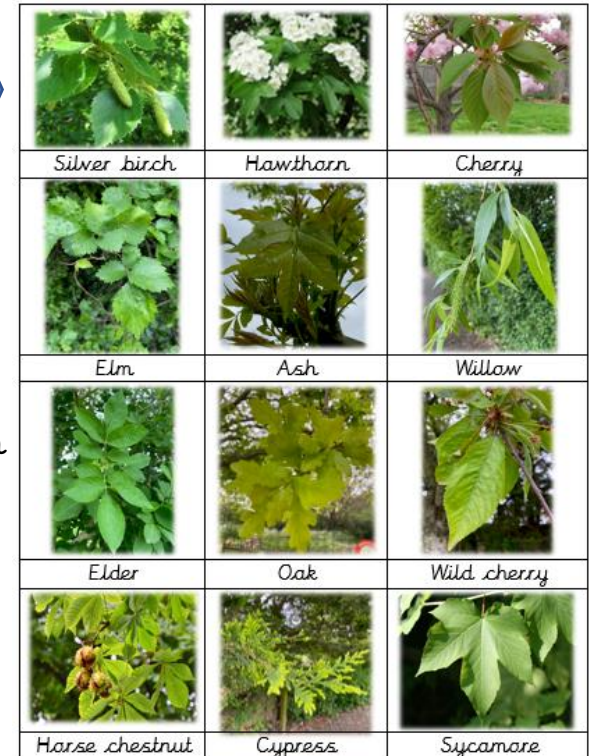 Silver birch Hawthorn Cherry
Elm Ash Willow
Elder Oak Wild cherry
Horse chestnut Cypress Sycamore